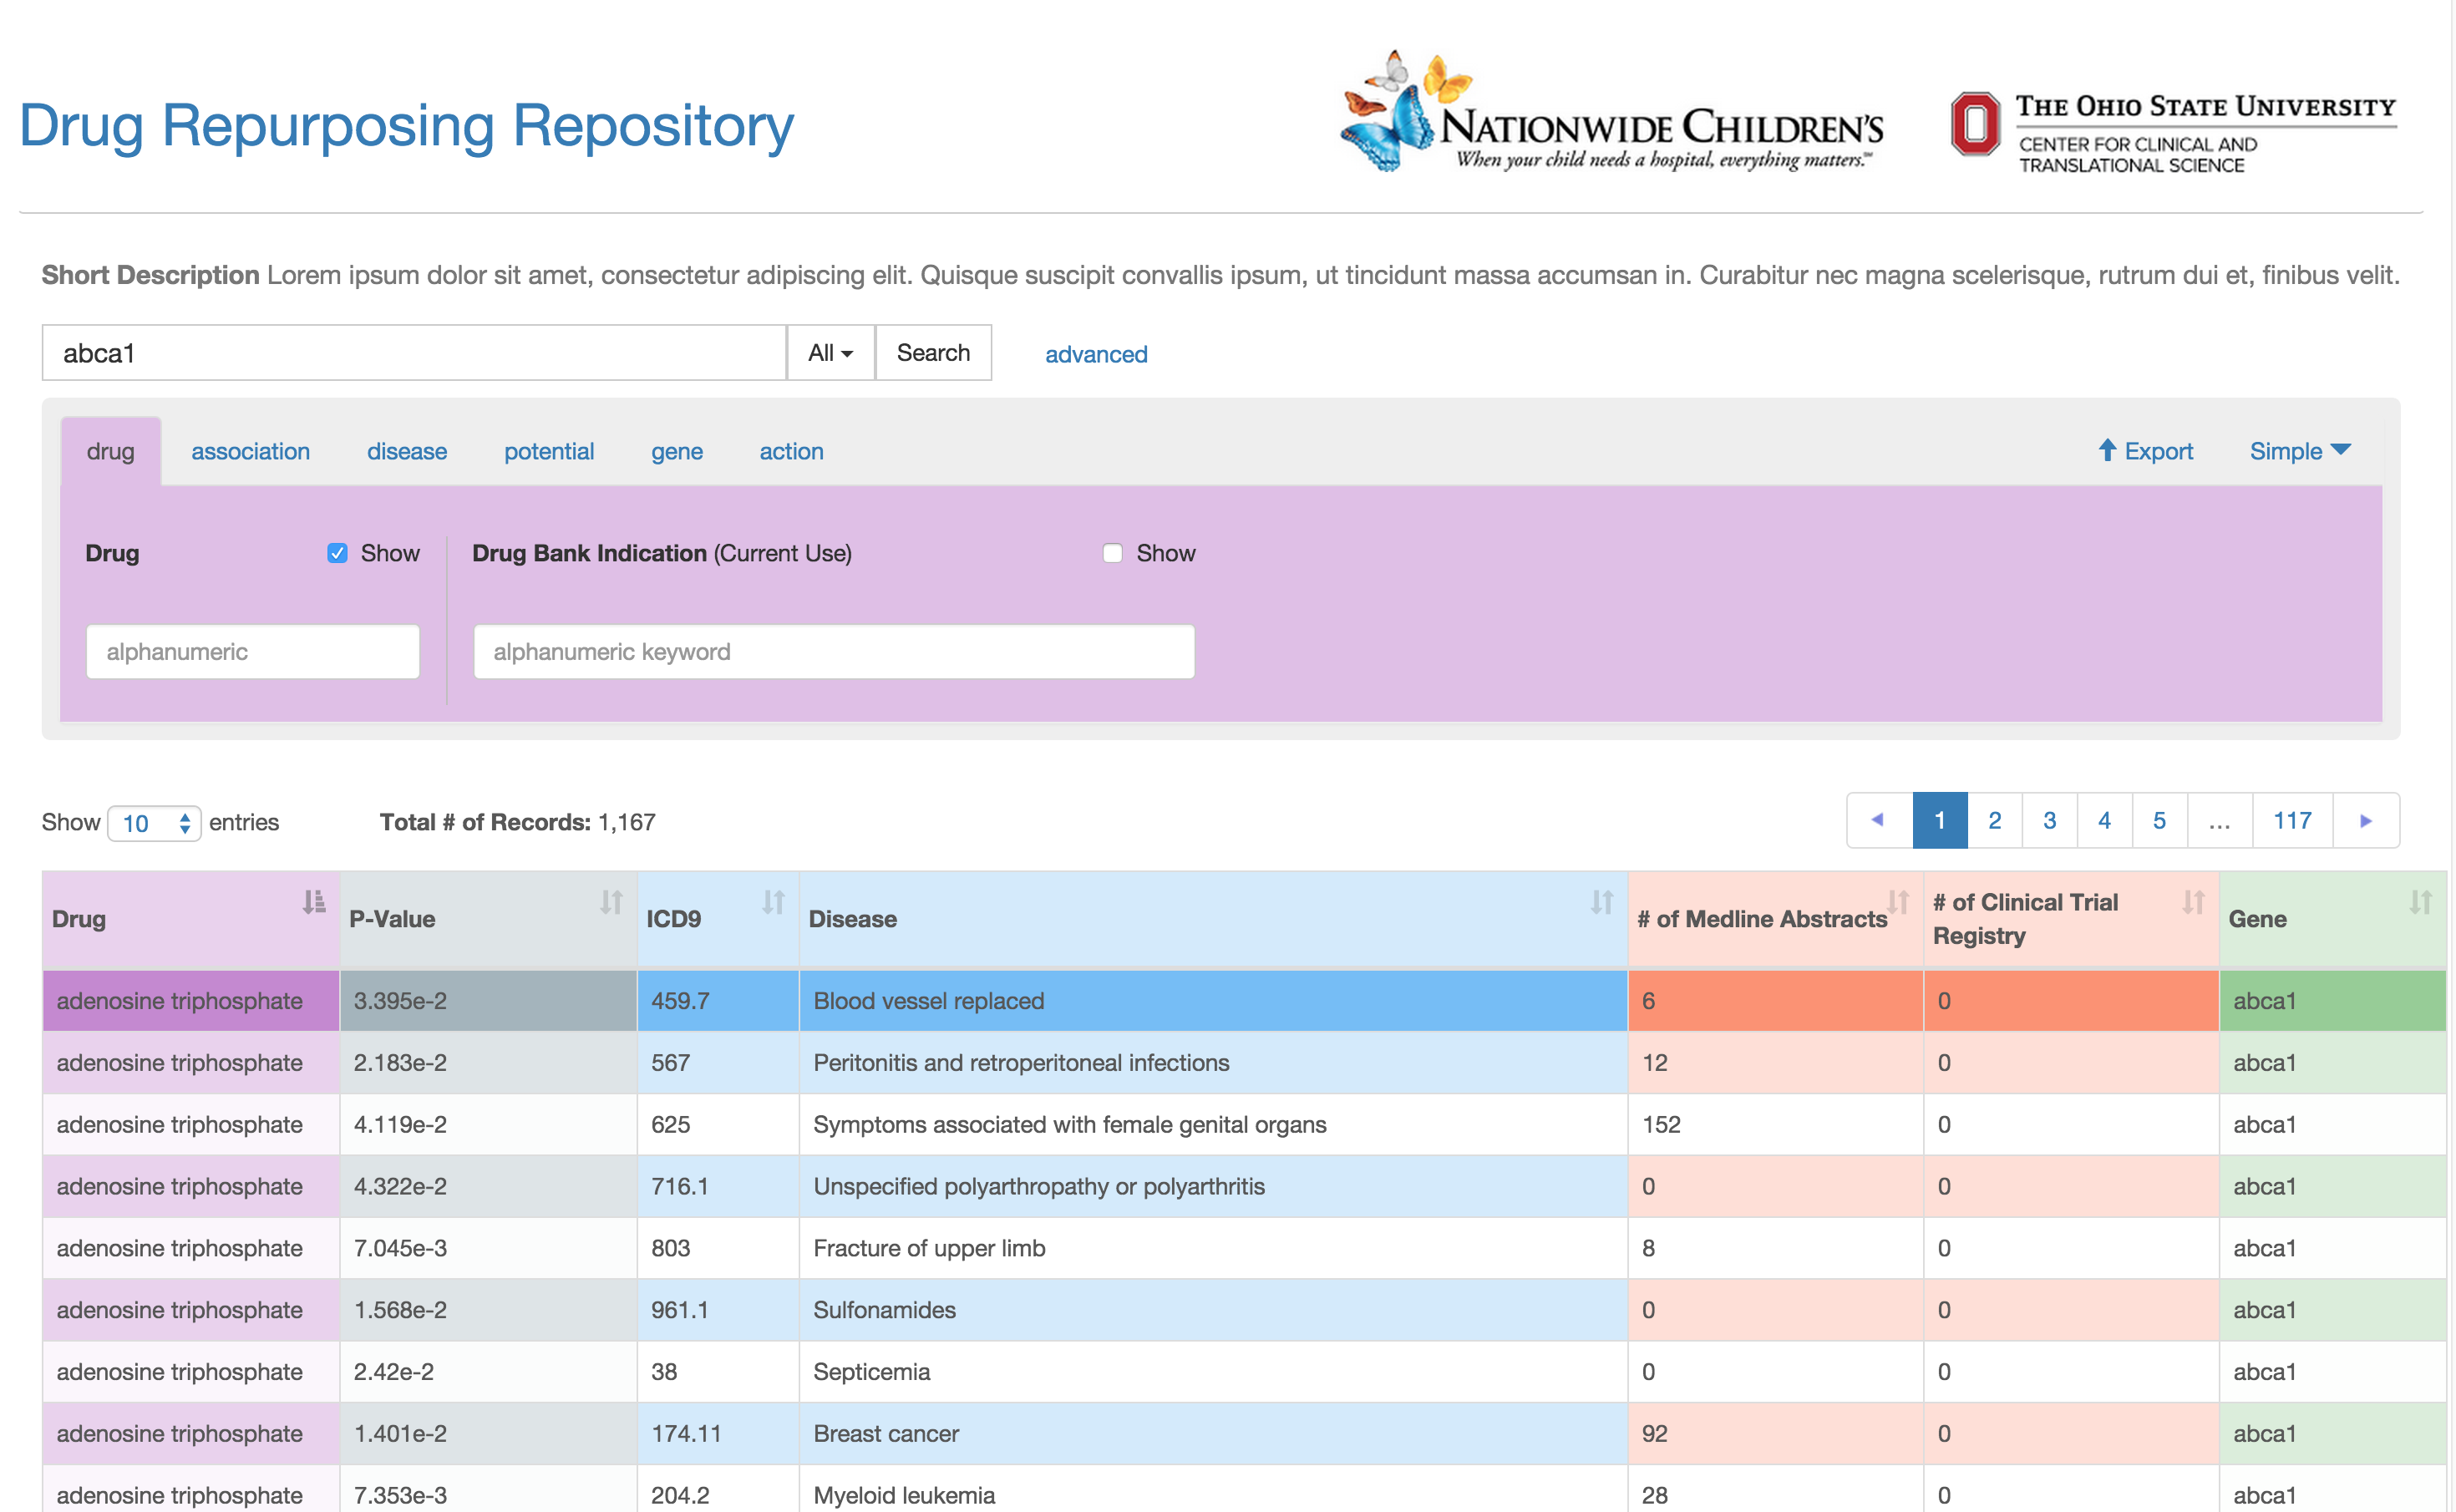 Drug Repurposing Repository
NATIONWIDE CHILDREN'S
When your child needs a hospital, everything matters.℠
THE OHIO STATE UNIVERSITY
CENTER FOR CLINICAL AND
TRANSLATIONAL SCIENCE
Short Description Lorem ipsum dolor sit amet, consectetur adipiscing elit. Quisque suscipit convallis ipsum, ut tincidunt massa accumsan in. Curabitur nec magna scelerisque, rutrum dui et, finibus velit.
abca1 All Search advanced
drug association disease potential gene action Export Simple
Drug Show Drug Bank Indication (Current Use) Show
alphanumeric alphanumeric keyword
Show 10 entries Total # of Records: 1,167 1 2 3 4 5 ... 117
Drug P-Value ICD9 Disease # of Medline Abstracts # of Clinical Trial Registry Gene
adenosine triphosphate 3.395e-2 459.7 Blood vessel replaced 6 0 abca1
adenosine triphosphate 2.183e-2 567 Peritonitis and retroperitoneal infections 12 0 abca1
adenosine triphosphate 4.119e-2 625 Symptoms associated with female genital organs 152 0 abca1
adenosine triphosphate 4.322e-2 716.1 Unspecified polyarthropathy or polyarthritis 0 0 abca1
adenosine triphosphate 7.045e-3 803 Fracture of upper limb 8 0 abca1
adenosine triphosphate 1.568e-2 961.1 Sulfonamides 0 0 abca1
adenosine triphosphate 2.42e-2 38 Septicemia 0 0 abca1
adenosine triphosphate 1.401e-2 174.11 Breast cancer 92 0 abca1
adenosine triphosphate 7.353e-3 204.2 Myeloid leukemia 28 0 abca1